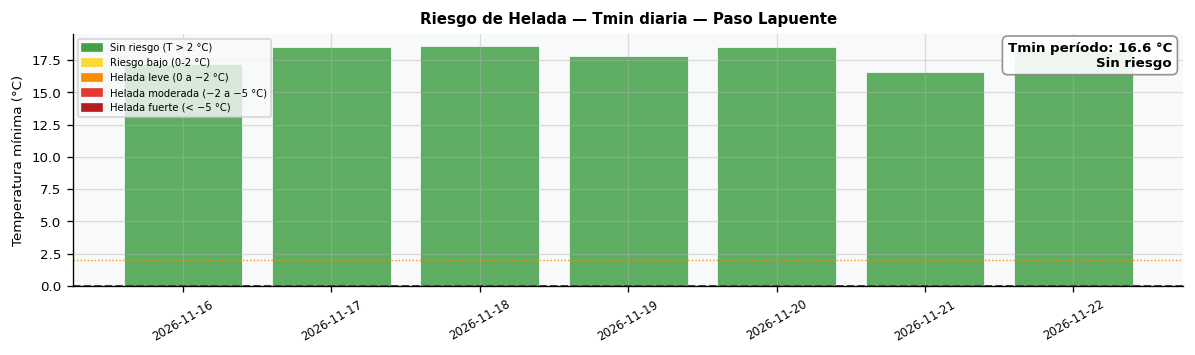 Riesgo de Helada — Tmin diaria — Paso Lapuente
Sin riesgo (T > 2 °C)
Riesgo bajo (0-2 °C)
Helada leve (0 a −2 °C)
Helada moderada (−2 a −5 °C)
Helada fuerte (< −5 °C)
Tmin período: 16.6 °C
Sin riesgo
Temperatura mínima (°C)
17.5
15.0
12.5
10.0
7.5
5.0
2.5
0.0
2026-11-16
2026-11-17
2026-11-18
2026-11-19
2026-11-20
2026-11-21
2026-11-22